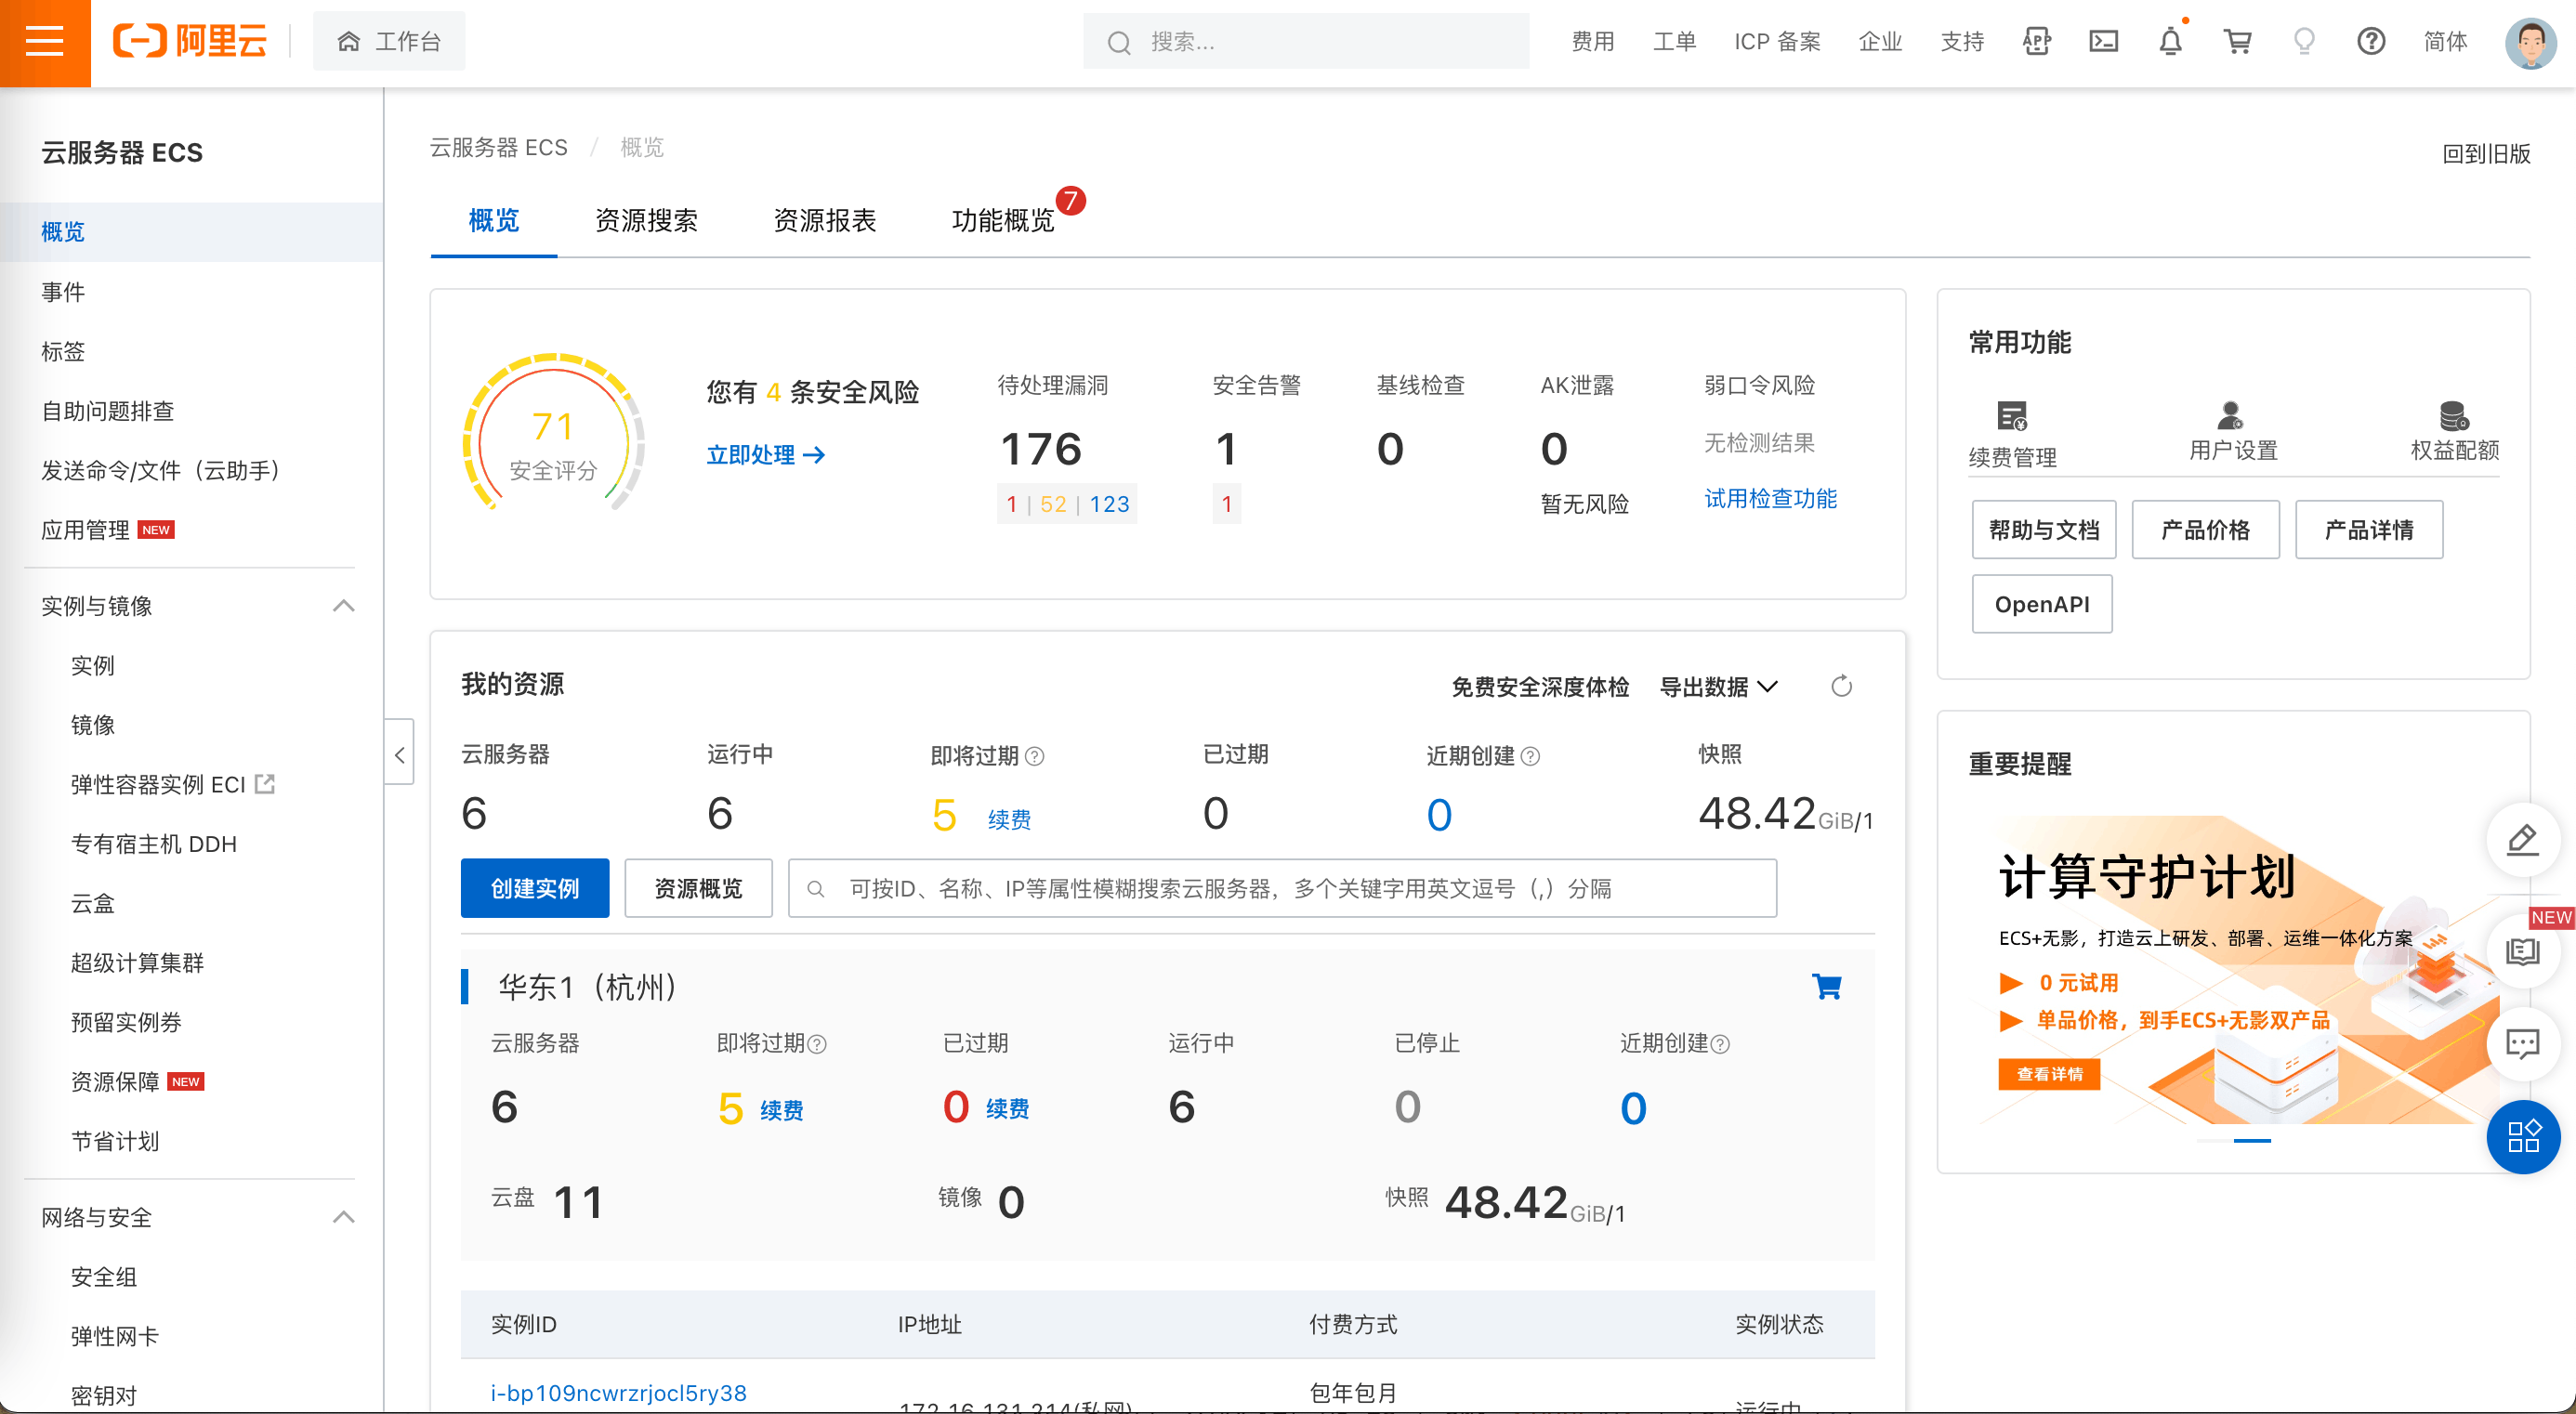 阿里云
工作台
搜索...
费用
工单
ICP 备案
企业
支持
APP
简体
云服务器 ECS
概览
事件
标签
自助问题排查
发送命令/文件（云助手）
应用管理 NEW
实例与镜像
实例
镜像
弹性容器实例 ECI
专有宿主机 DDH
云盒
超级计算集群
预留实例券
资源保障 NEW
节省计划
网络与安全
安全组
弹性网卡
密钥对
云服务器 ECS / 概览
回到旧版
概览
资源搜索
资源报表
功能概览 7
71
安全评分
您有 4 条安全风险
立即处理
待处理漏洞
176
1 | 52 | 123
安全告警
1
1
基线检查
0
AK泄露
0
暂无风险
弱口令风险
无检测结果
试用检查功能
我的资源
免费安全深度体检
导出数据
云服务器
6
运行中
6
即将过期
5 续费
已过期
0
近期创建
0
快照
48.42GiB/1
创建实例
资源概览
可按ID、名称、IP等属性模糊搜索云服务器，多个关键字用英文逗号（,）分隔
华东1（杭州）
云服务器
6
即将过期
5 续费
已过期
0 续费
运行中
6
已停止
0
近期创建
0
云盘 11
镜像 0
快照 48.42GiB/1
实例ID
IP地址
付费方式
实例状态
i-bp109ncwrzrjocl5ry38
172.16.131.214(私网)
包年包月
运行中
常用功能
续费管理
用户设置
权益配额
帮助与文档
产品价格
产品详情
OpenAPI
重要提醒
计算守护计划
ECS+无影，打造云上研发、部署、运维一体化方案
0 元试用
单品价格，到手ECS+无影双产品
查看详情
NEW